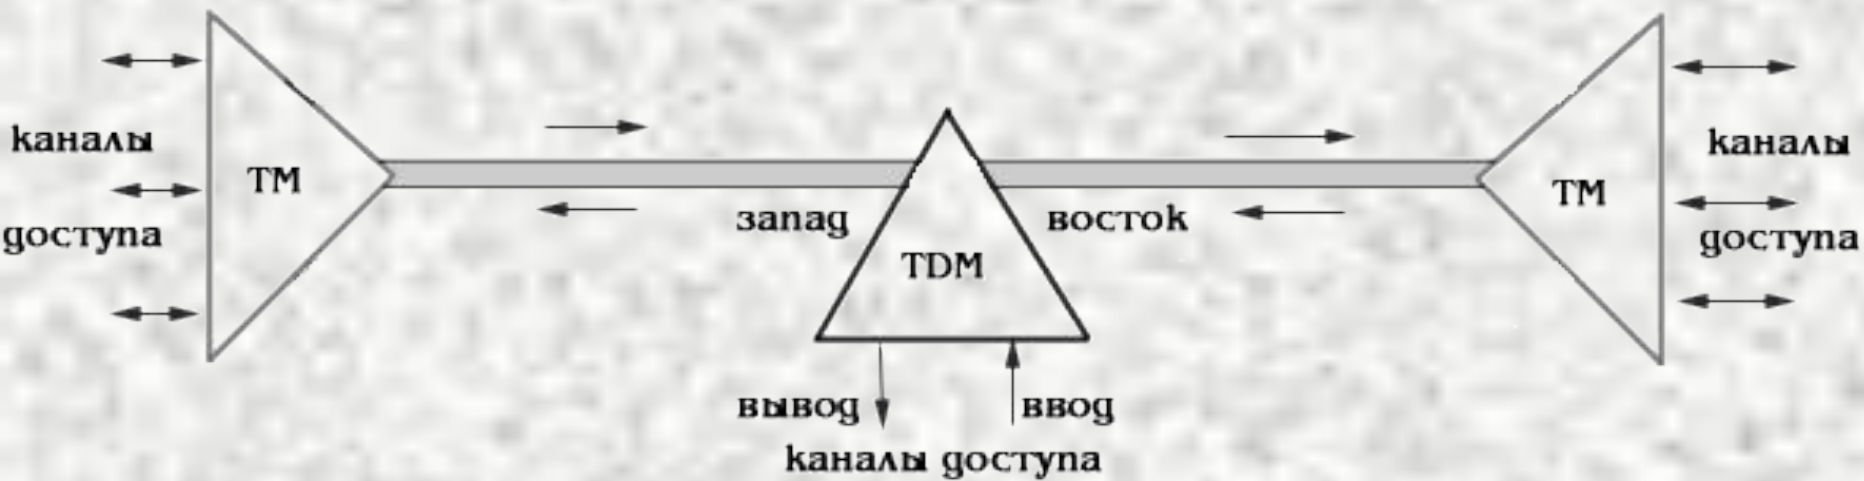 каналы
доступа
ТМ
запад
TDM
восток
вывод
ввод
каналы доступа
ТМ
каналы
доступа